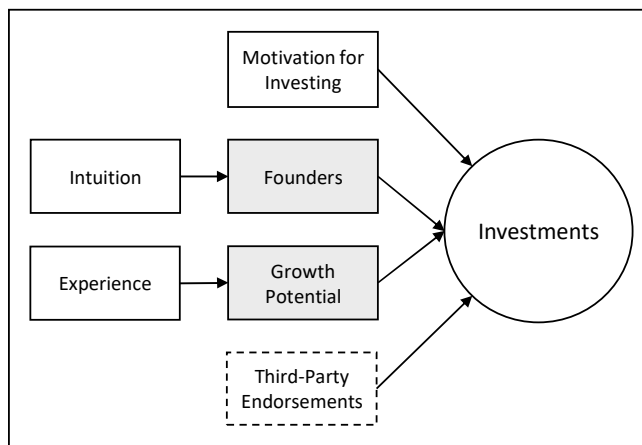 Motivation for
Investing
Intuition
Founders
Investments
Experience
Growth
Potential
Third-Party
Endorsements